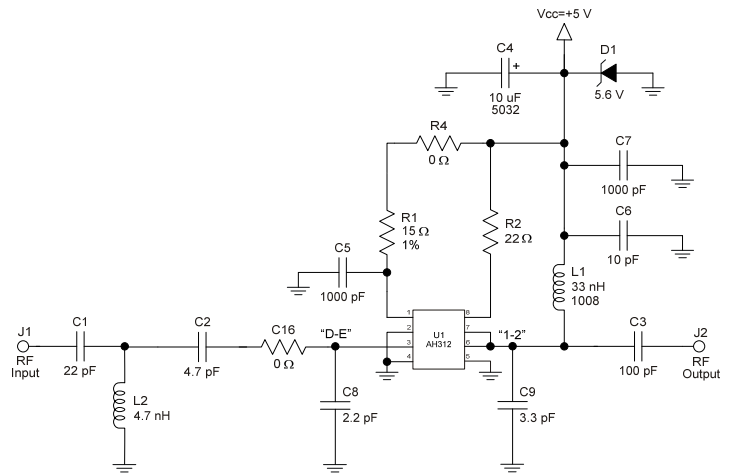 Vcc=+5 V
C4
+
10 uF
5032
D1
5.6 V
R4
0 Ω
C7
1000 pF
R1
15 Ω
1%
R2
22 Ω
C6
10 pF
C5
1000 pF
L1
33 nH
1008
1
2
3
4
U1
AH312
8
7
6
5
J1
RF
Input
C1
22 pF
C2
4.7 pF
C16
0 Ω
"D-E"
"1-2"
C3
100 pF
J2
RF
Output
L2
4.7 nH
C8
2.2 pF
C9
3.3 pF